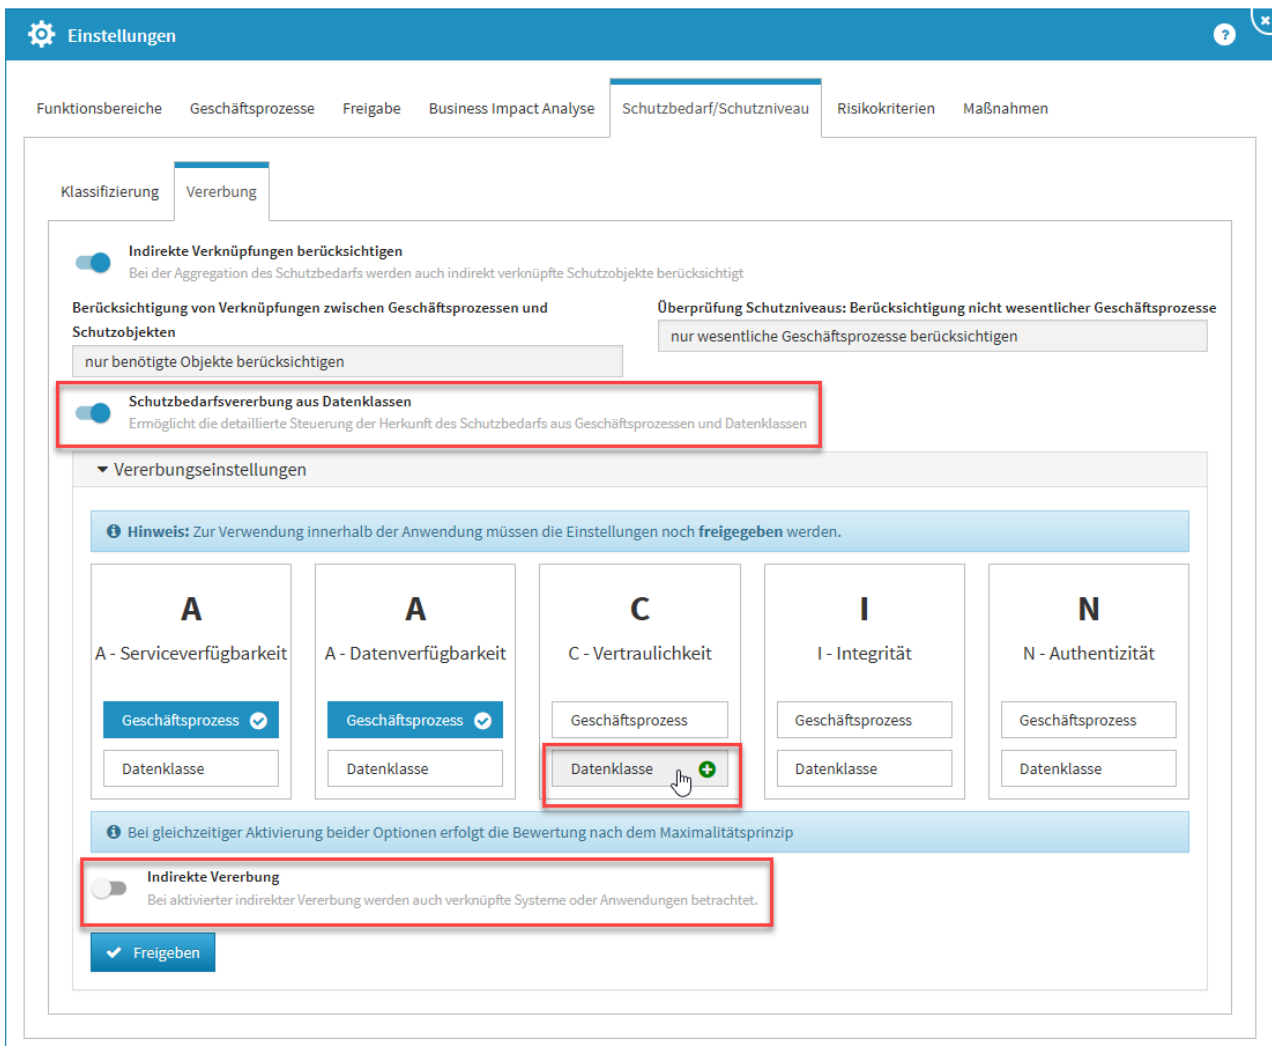 Einstellungen
Funktionsbereiche Geschäftsprozesse Freigabe Business Impact Analyse Schutzbedarf/Schutzniveau Risikokriterien Maßnahmen
Klassifizierung Vererbung
Indirekte Verknüpfungen berücksichtigen
Bei der Aggregation des Schutzbedarfs werden auch indirekt verknüpfte Schutzobjekte berücksichtigt
Berücksichtigung von Verknüpfungen zwischen Geschäftsprozessen und
Schutzobjekten
nur benötigte Objekte berücksichtigen
Überprüfung Schutzniveaus: Berücksichtigung nicht wesentlicher Geschäftsprozesse
nur wesentliche Geschäftsprozesse berücksichtigen
Schutzbedarfsvererbung aus Datenklassen
Ermöglicht die detaillierte Steuerung der Herkunft des Schutzbedarfs aus Geschäftsprozessen und Datenklassen
Vererbungseinstellungen
Hinweis: Zur Verwendung innerhalb der Anwendung müssen die Einstellungen noch freigegeben werden.
A
A - Serviceverfügbarkeit
Geschäftsprozess
Datenklasse
A
A - Datenverfügbarkeit
Geschäftsprozess
Datenklasse
C
C - Vertraulichkeit
Geschäftsprozess
Datenklasse
I
I - Integrität
Geschäftsprozess
Datenklasse
N
N - Authentizität
Geschäftsprozess
Datenklasse
Bei gleichzeitiger Aktivierung beider Optionen erfolgt die Bewertung nach dem Maximalitätsprinzip
Indirekte Vererbung
Bei aktivierter indirekter Vererbung werden auch verknüpfte Systeme oder Anwendungen betrachtet.
Freigeben